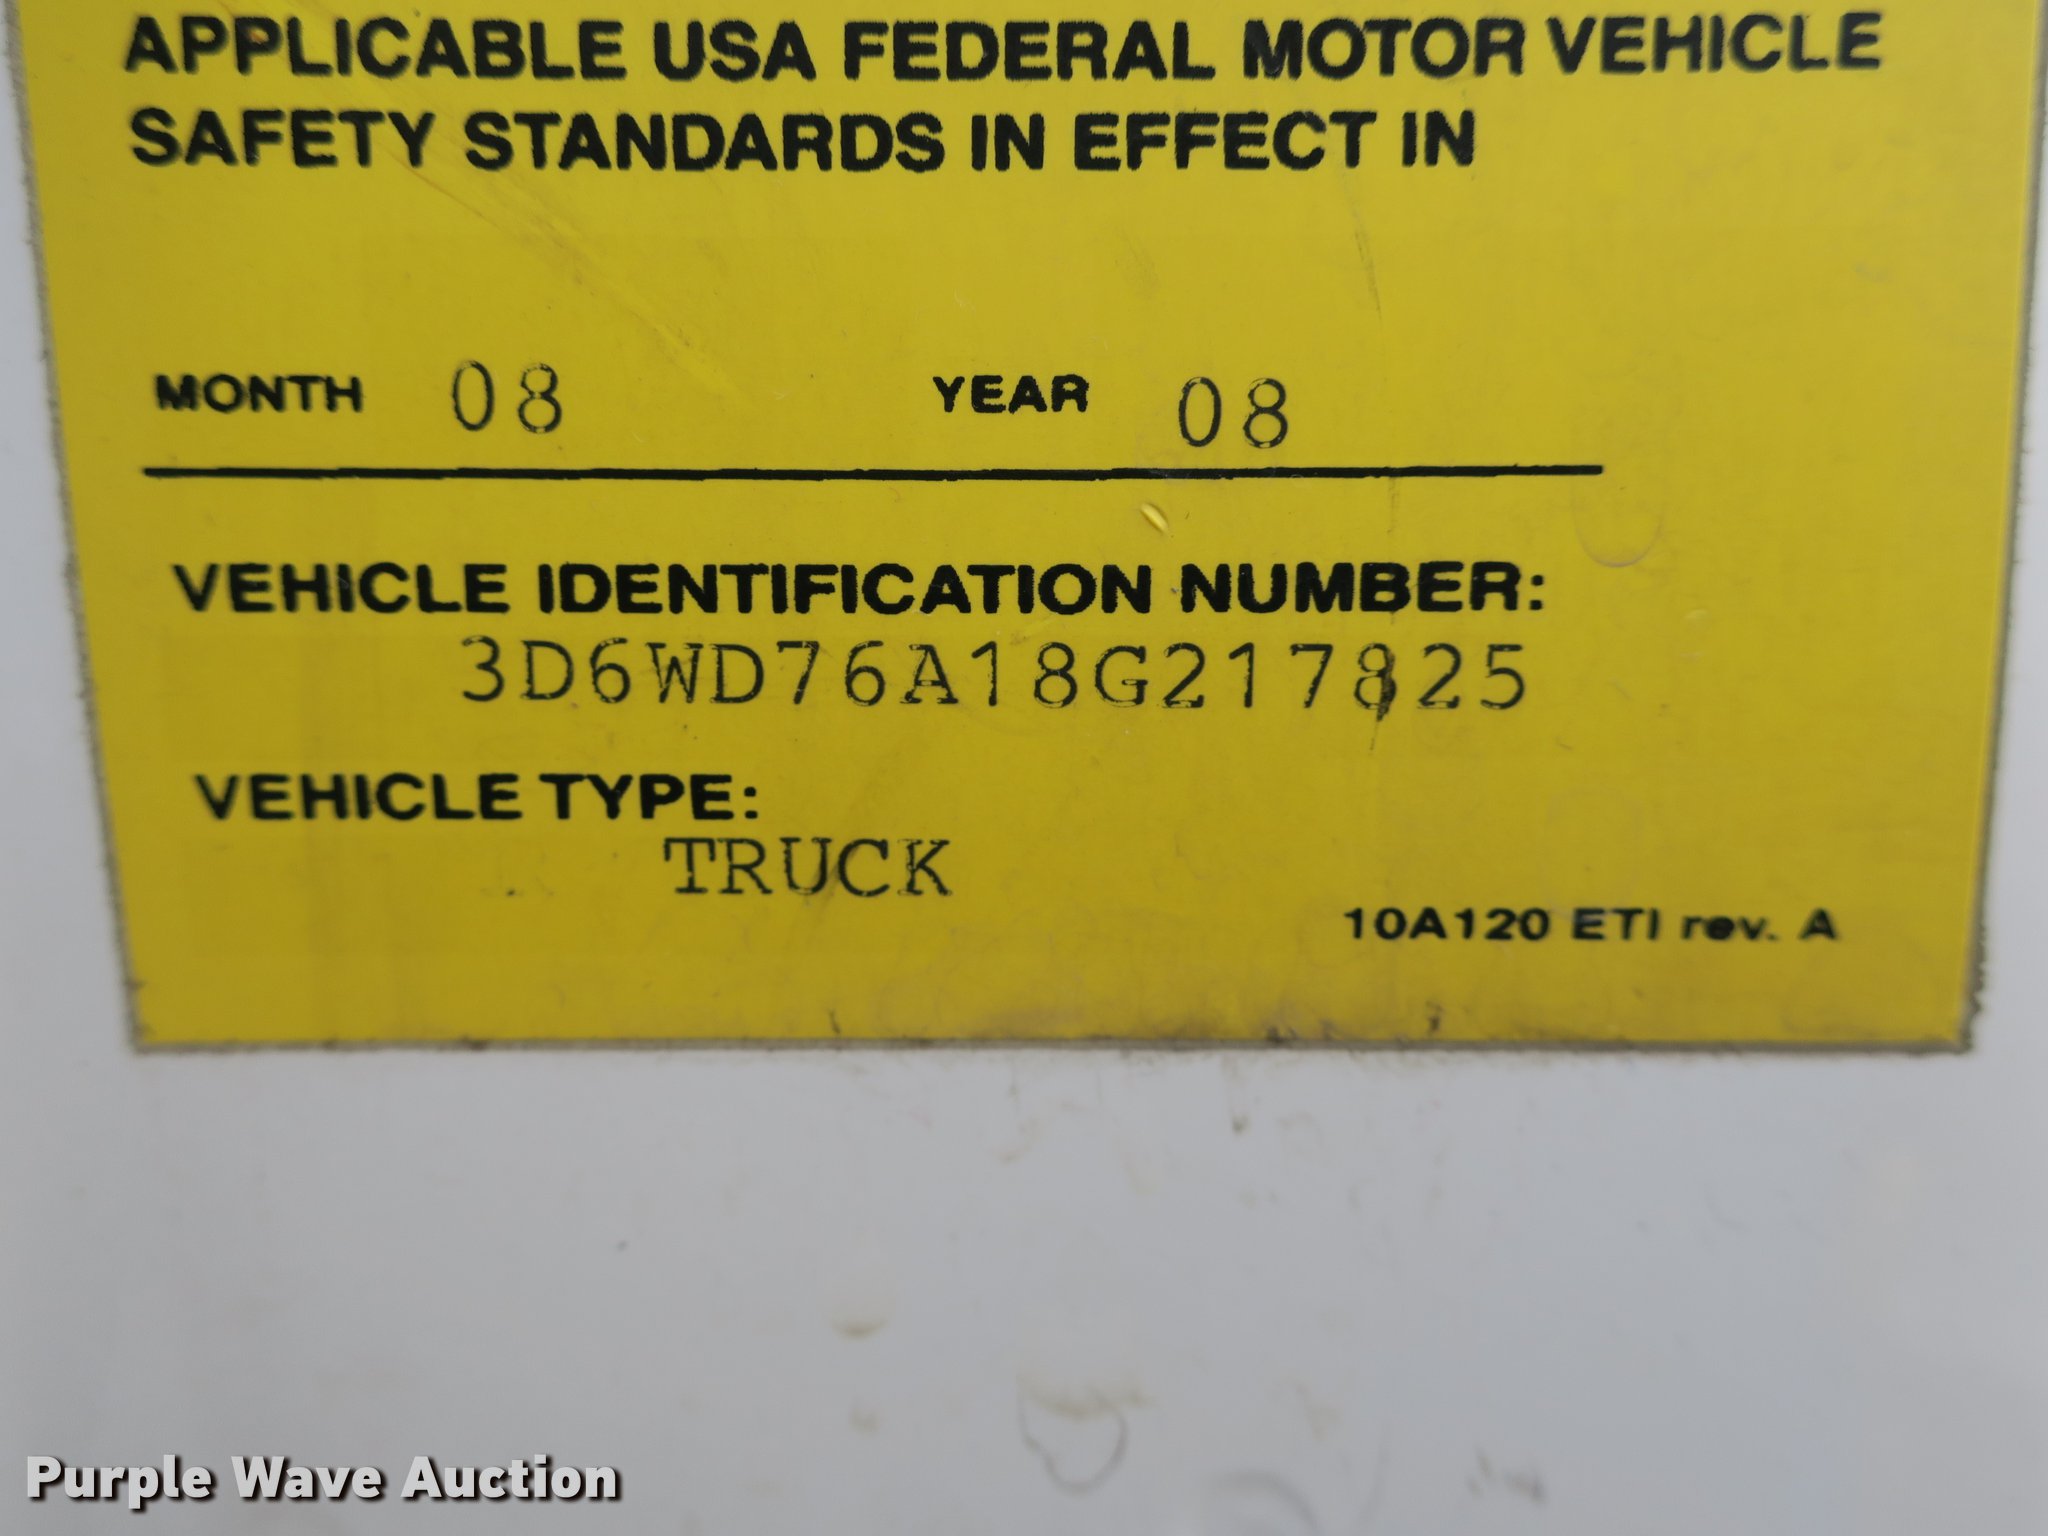 APPLICABLE USA FEDERAL MOTOR VEHICLE
SAFETY STANDARDS IN EFFECT IN
MONTH 08 YEAR 08
VEHICLE IDENTIFICATION NUMBER:
3D6WD76A18G217825
VEHICLE TYPE:
TRUCK
10A120 ETI rev. A
Purple Wave Auction